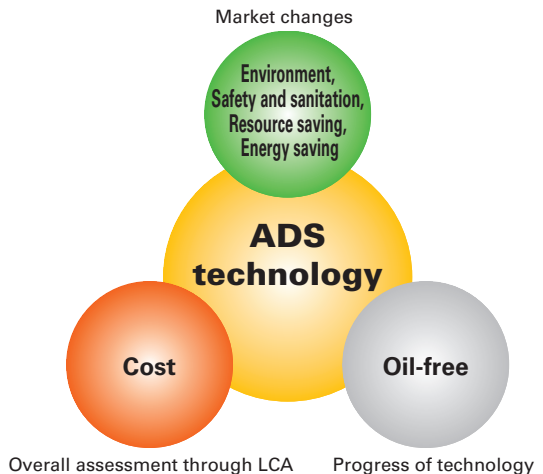 Market changes
Environment,
Safety and sanitation,
Resource saving,
Energy saving
ADS
technology
Cost
Oil-free
Overall assessment through LCA
Progress of technology